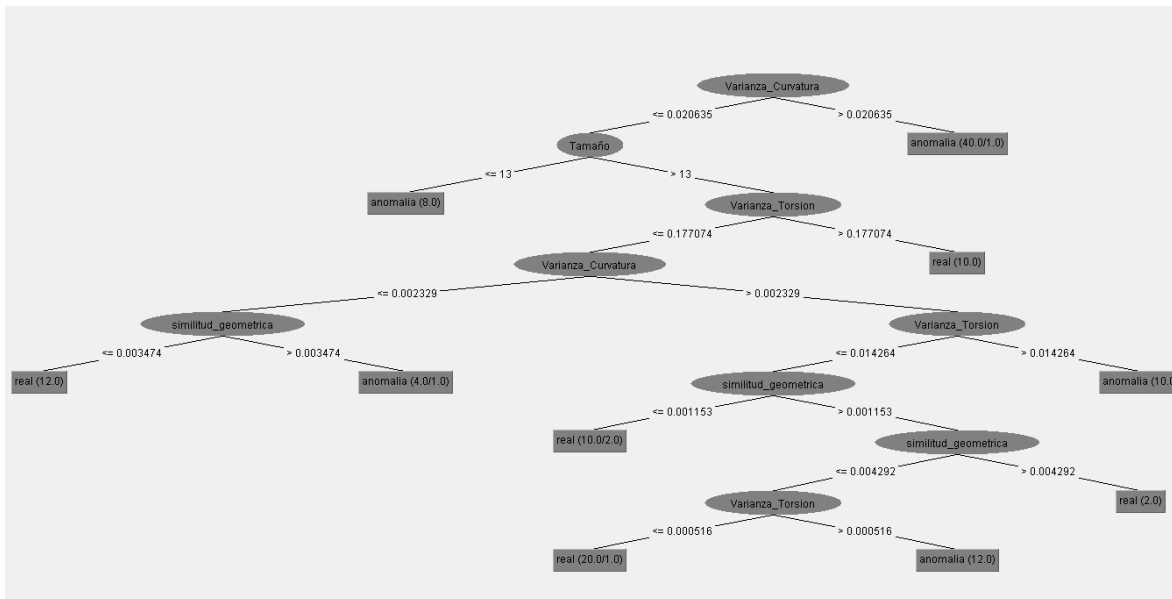 Varianza_Curvatura
<= 0.020635 > 0.020635
Tamaño anomalia (40.0/1.0)
<= 13 > 13
anomalia (8.0) Varianza_Torsion
<= 0.177074 > 0.177074
Varianza_Curvatura real (10.0)
<= 0.002329 > 0.002329
similitud_geometrica Varianza_Torsion
<= 0.003474 > 0.003474 <= 0.014264 > 0.014264
real (12.0) anomalia (4.0/1.0) similitud_geometrica anomalia (10.0
<= 0.001153 > 0.001153
real (10.0/2.0) similitud_geometrica
<= 0.004292 > 0.004292
Varianza_Torsion real (2.0)
<= 0.000516 > 0.000516
real (20.0/1.0) anomalia (12.0)